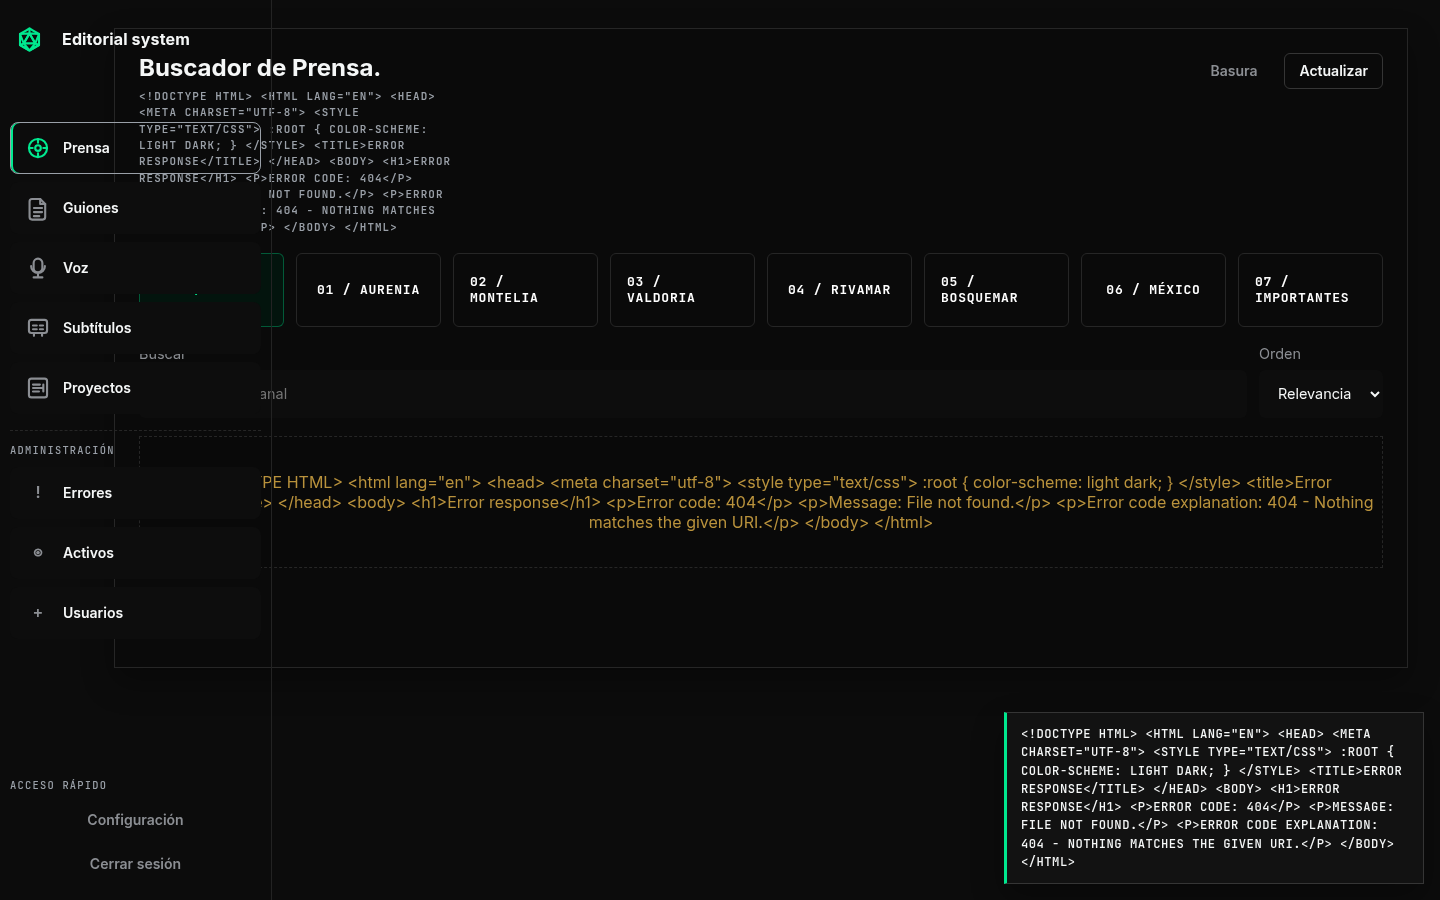 Editorial system
Prensa
Guiones
Voz
Subtítulos
Proyectos
ADMINISTRACIÓN
!
Errores
Activos
+
Usuarios
ACCESO RÁPIDO
Configuración
Cerrar sesión
Buscador de Prensa.
Basura
Actualizar
<!DOCTYPE HTML> <HTML LANG="EN"> <HEAD>
<META CHARSET="UTF-8"> <STYLE
TYPE="TEXT/CSS"> :ROOT { COLOR-SCHEME:
LIGHT DARK; } </STYLE> <TITLE>ERROR
RESPONSE</TITLE> </HEAD> <BODY> <H1>ERROR
RESPONSE</H1> <P>ERROR CODE: 404</P>
NOT FOUND.</P> <P>ERROR
: 404 - NOTHING MATCHES
</BODY> </HTML>
01 / AURENIA
02 /
MONTELIA
03 /
VALDORIA
04 / RIVAMAR
05 /
BOSQUEMAR
06 / MÉXICO
07 /
IMPORTANTES
Buscar
Orden
Relevancia
HTML> <html lang="en"> <head> <meta charset="utf-8"> <style type="text/css"> :root { color-scheme: light dark; } </style> <title>Error
</head> <body> <h1>Error response</h1> <p>Error code: 404</p> <p>Message: File not found.</p> <p>Error code explanation: 404 - Nothing
matches the given URI.</p> </body> </html>
<!DOCTYPE HTML> <HTML LANG="EN"> <HEAD> <META
CHARSET="UTF-8"> <STYLE TYPE="TEXT/CSS"> :ROOT {
COLOR-SCHEME: LIGHT DARK; } </STYLE> <TITLE>ERROR
RESPONSE</TITLE> </HEAD> <BODY> <H1>ERROR
RESPONSE</H1> <P>ERROR CODE: 404</P> <P>MESSAGE:
FILE NOT FOUND.</P> <P>ERROR CODE EXPLANATION:
404 - NOTHING MATCHES THE GIVEN URI.</P> </BODY>
</HTML>